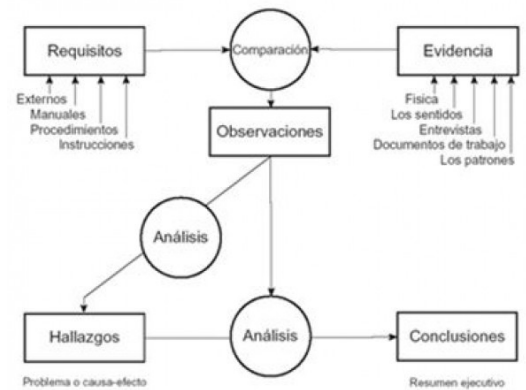 Requisitos
Comparación
Evidencia
Externos
Manuales
Procedimientos
Instrucciones
Fisica
Los sentidos
Entrevistas
Documentos de trabajo
Los patrones
Observaciones
Análisis
Hallazgos
Análisis
Conclusiones
Problema o causa-efecto
Resumen ejecutivo